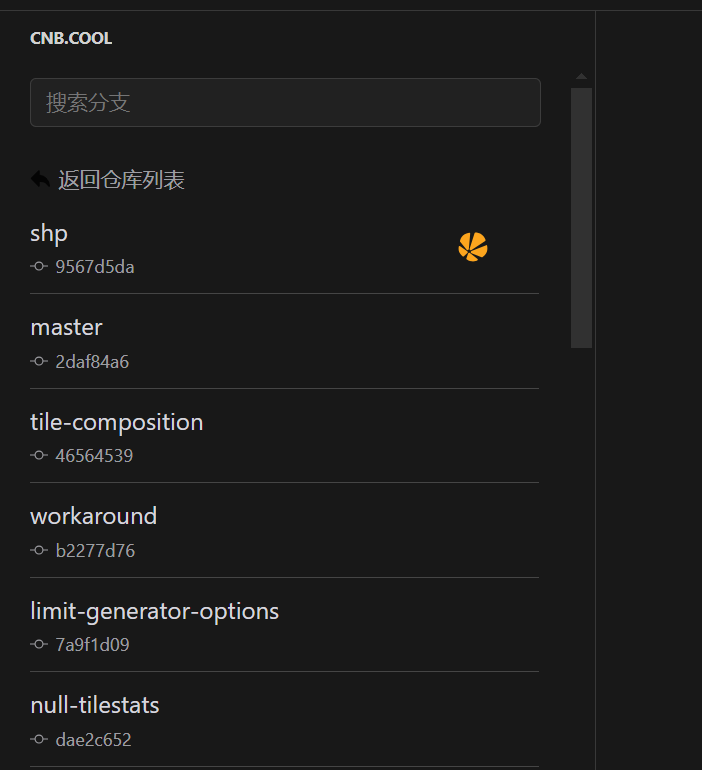 CNB.COOL
搜索分支
返回仓库列表
shp
9567d5da
master
2daf84a6
tile-composition
46564539
workaround
b2277d76
limit-generator-options
7a9f1d09
null-tilestats
dae2c652